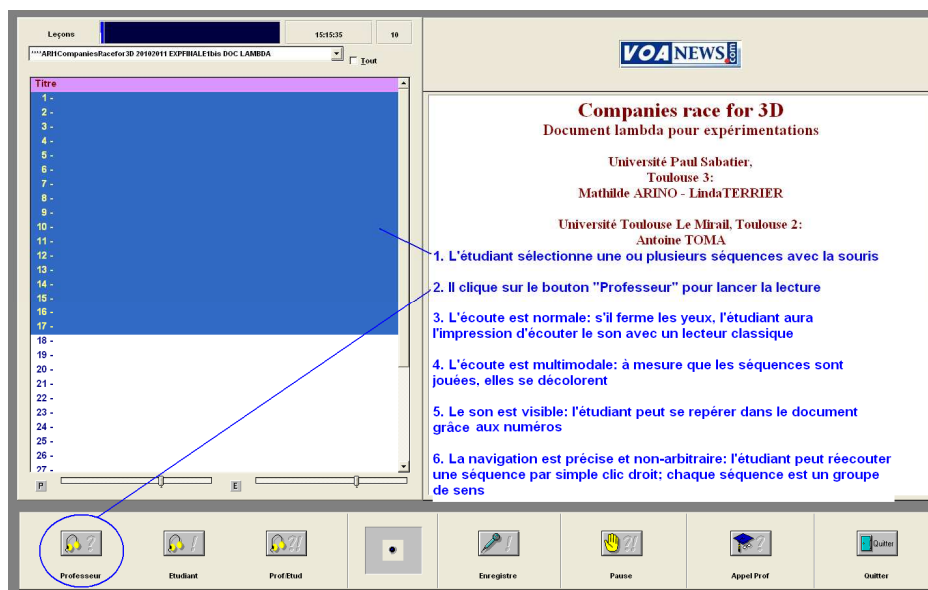 Leçons
15:15:35
10
****ARI1CompaniesRacefor3D 20102011 EXPFINALE1bis DOC LAMBDA
Tout
Titre
1 -
2 -
3 -
4 -
5 -
6 -
7 -
8 -
9 -
10 -
11 -
12 -
13 -
14 -
15 -
16 -
17 -
18 -
19 -
20 -
21 -
22 -
23 -
24 -
25 -
26 -
27 -
P
E
VOANEWS.com
Companies race for 3D
Document lambda pour expérimentations
Université Paul Sabatier,
Toulouse 3:
Mathilde ARINO - LindaTERRIER
Université Toulouse Le Mirail, Toulouse 2:
Antoine TOMA
1. L'étudiant sélectionne une ou plusieurs séquences avec la souris
2. Il clique sur le bouton "Professeur" pour lancer la lecture
3. L'écoute est normale: s'il ferme les yeux, l'étudiant aura
l'impression d'écouter le son avec un lecteur classique
4. L'écoute est multimodale: à mesure que les séquences sont
jouées, elles se décolorent
5. Le son est visible: l'étudiant peut se repérer dans le document
grâce aux numéros
6. La navigation est précise et non-arbitraire: l'étudiant peut réecouter
une séquence par simple clic droit; chaque séquence est un groupe
de sens
?
!
?!
!
?!
?
Quitter
Professeur
Etudiant
Prof/Etud
Enregistre
Pause
Appel Prof
Quitter